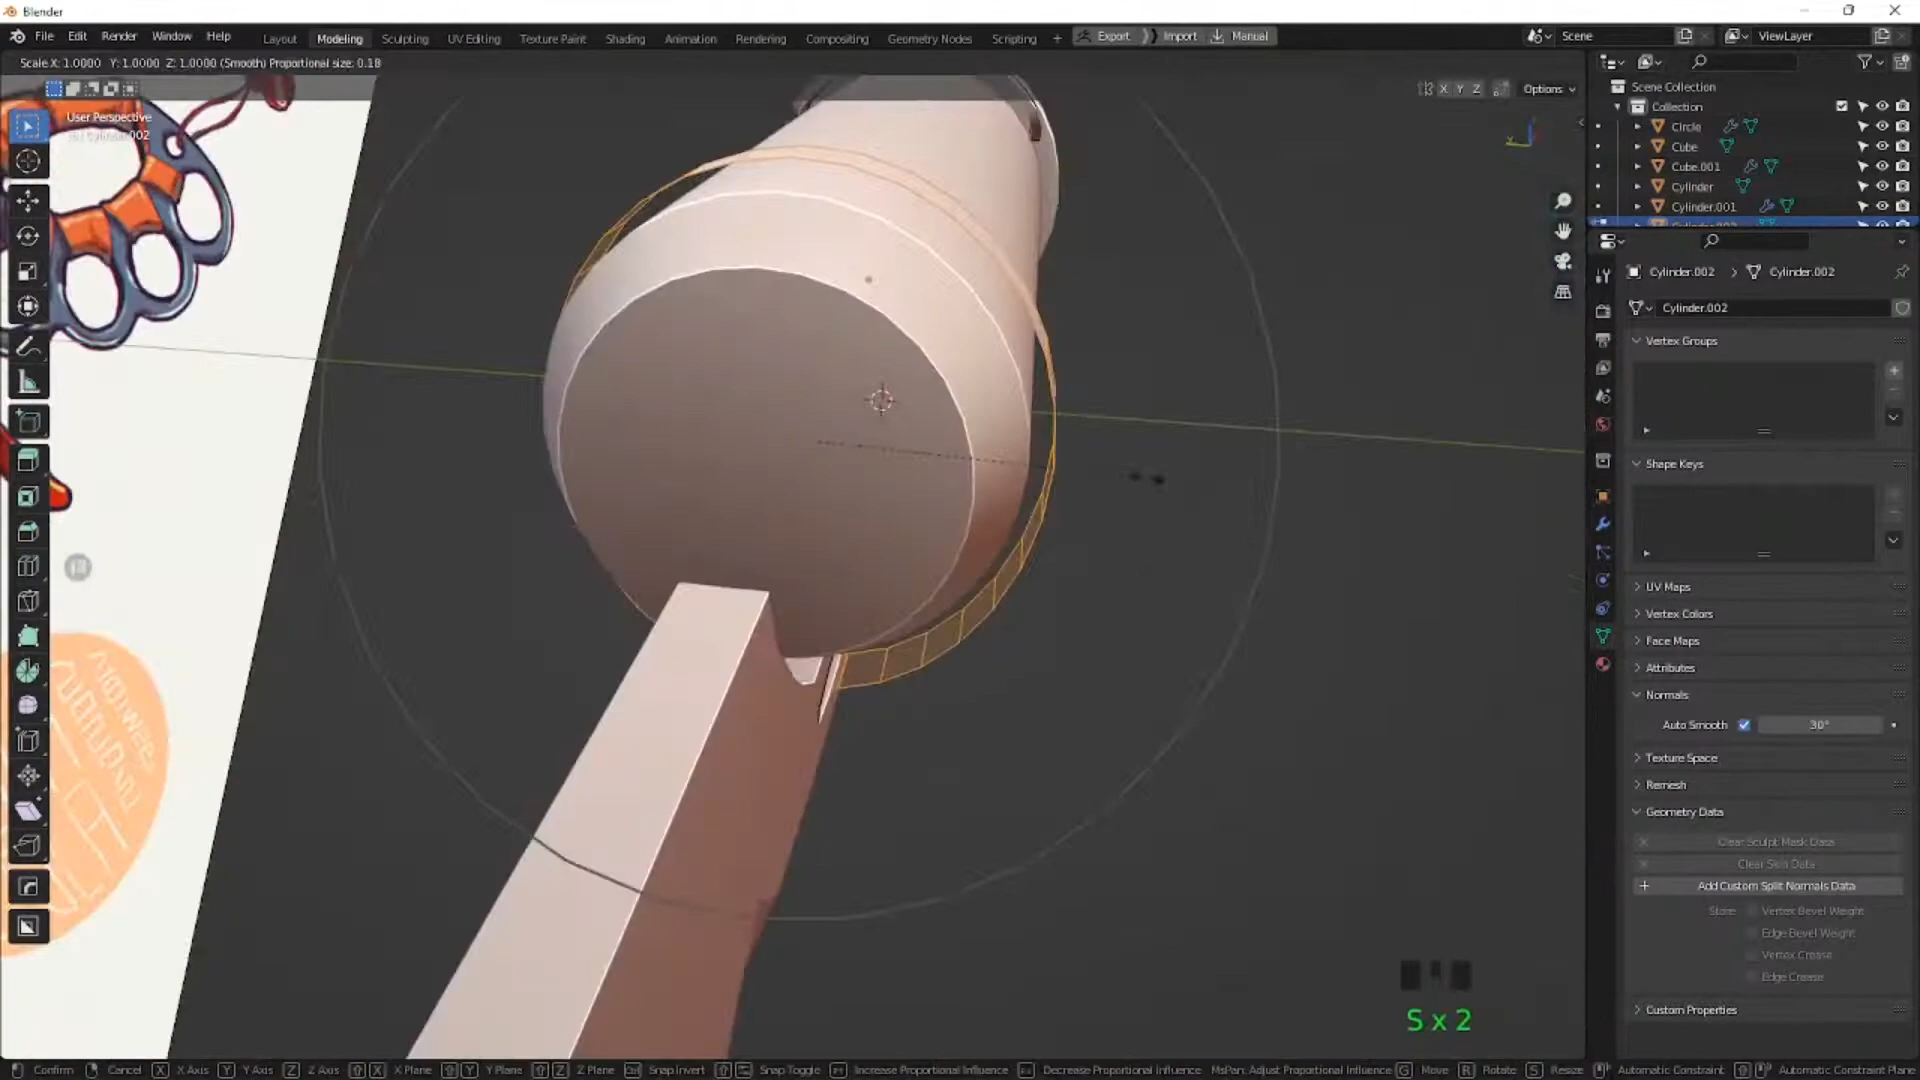 Blender
File Edit Render Window Help Layout Modeling Sculpting UV Editing Texture Paint Shading Animation Rendering Compositing Geometry Nodes Scripting + Export Import Manual Scene ViewLayer
Scale X: 1.0000 Y: 1.0000 Z: 1.0000 (Smooth) Proportional size: 0.18
X Y Z Options
User Perspective
Scene Collection
Collection
Circle
Cube
Cube.001
Cylinder
Cylinder.001
Cylinder.002 > Cylinder.002
Cylinder.002
Vertex Groups
Shape Keys
UV Maps
Vertex Colors
Face Maps
Attributes
Normals
Auto Smooth 30°
Texture Space
Remesh
Geometry Data
Clear Sculpt Mask Data
Clear Skin Data
Add Custom Split Normals Data
Store Vertex Bevel Weight
Edge Bevel Weight
Vertex Crease
Edge Crease
Custom Properties
S x 2
Confirm Cancel X X Axis Y Y Axis Z Z Axis X X Plane Y Y Plane Z Z Plane Snap Invert Snap Toggle Increase Proportional Influence Decrease Proportional Influence MsPan: Adjust Proportional Influence G Move R Rotate S Resize Automatic Constraint Automatic Constraint Plane